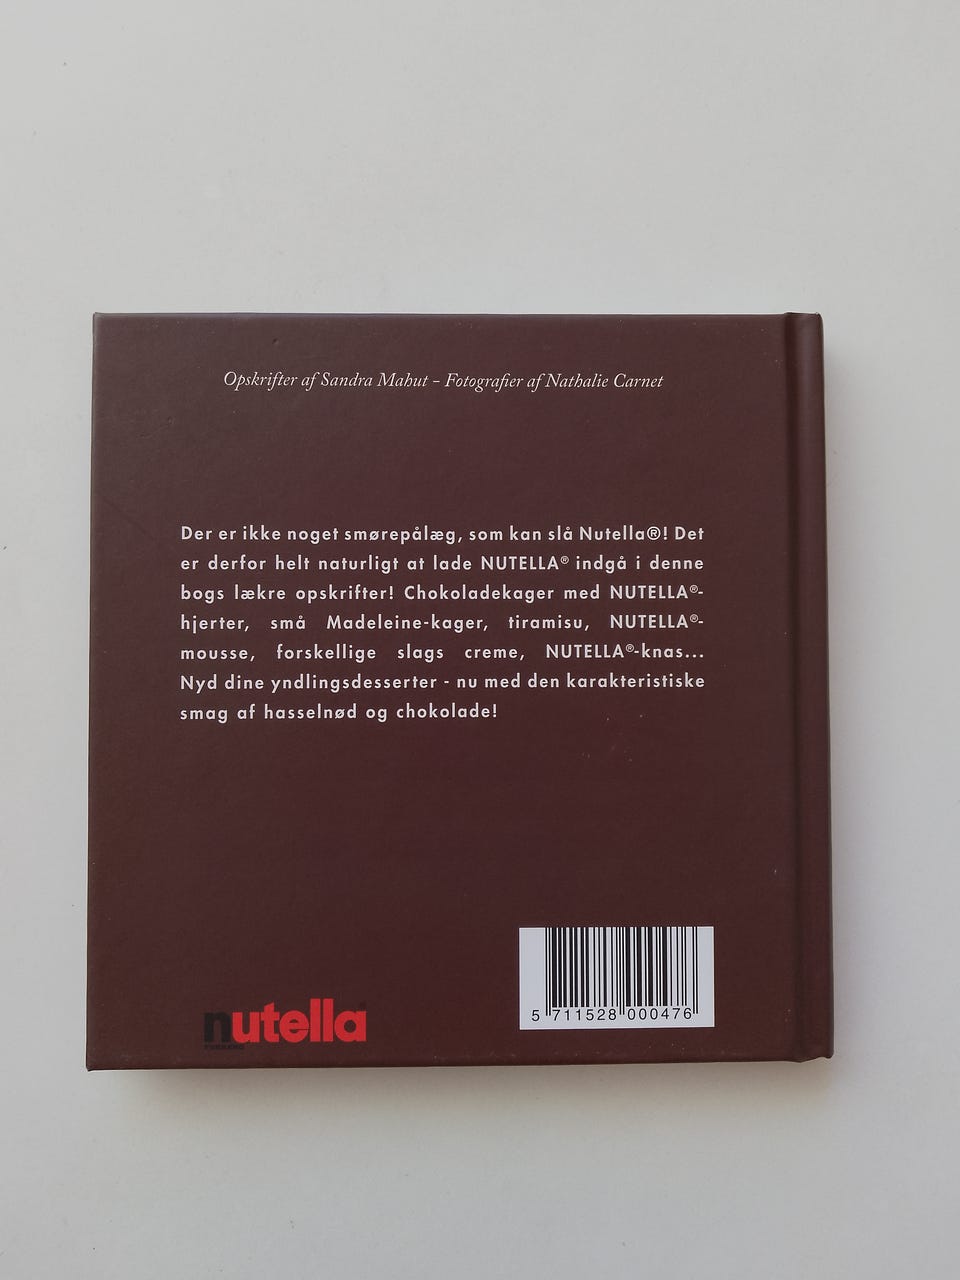 Opskrifter af Sandra Mahut – Fotografier af Nathalie Carnet
Der er ikke noget smørepålæg, som kan slå Nutella®! Det
er derfor helt naturligt at lade NUTELLA® indgå i denne
bogs lækre opskrifter! Chokoladekager med NUTELLA®-
hjerter, små Madeleine-kager, tiramisu, NUTELLA®-
mousse, forskellige slags creme, NUTELLA®-knas...
Nyd dine yndlingsdesserter - nu med den karakteristiske
smag af hasselnød og chokolade!
nutella®
5 711528 000476